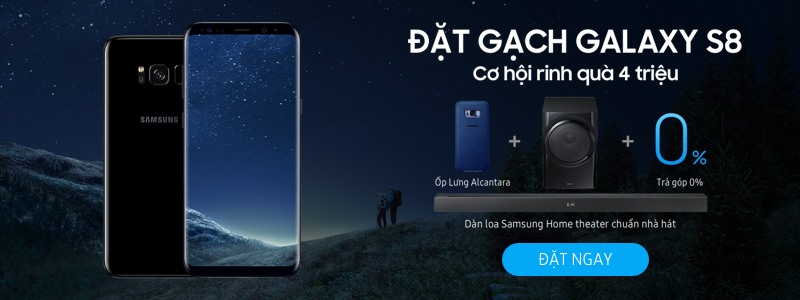 ĐẶT GẠCH GALAXY S8
Cơ hội rinh quà 4 triệu
SAMSUNG
+
+
0%
Ốp Lưng Alcantara
Trả góp 0%
Dàn loa Samsung Home theater chuẩn nhà hát
ĐẶT NGAY